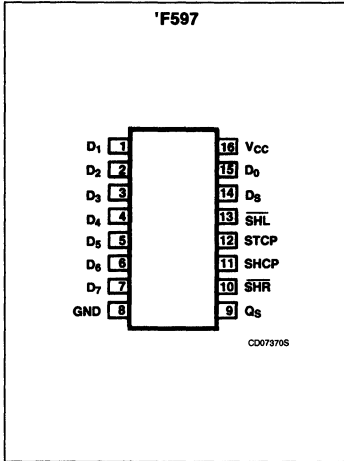 'F597
D1 1
D2 2
D3 3
D4 4
D5 5
D6 6
D7 7
GND 8
16 VCC
15 D0
14 DS
13 SHL
12 STCP
11 SHCP
10 SHR
9 QS
CD07370S